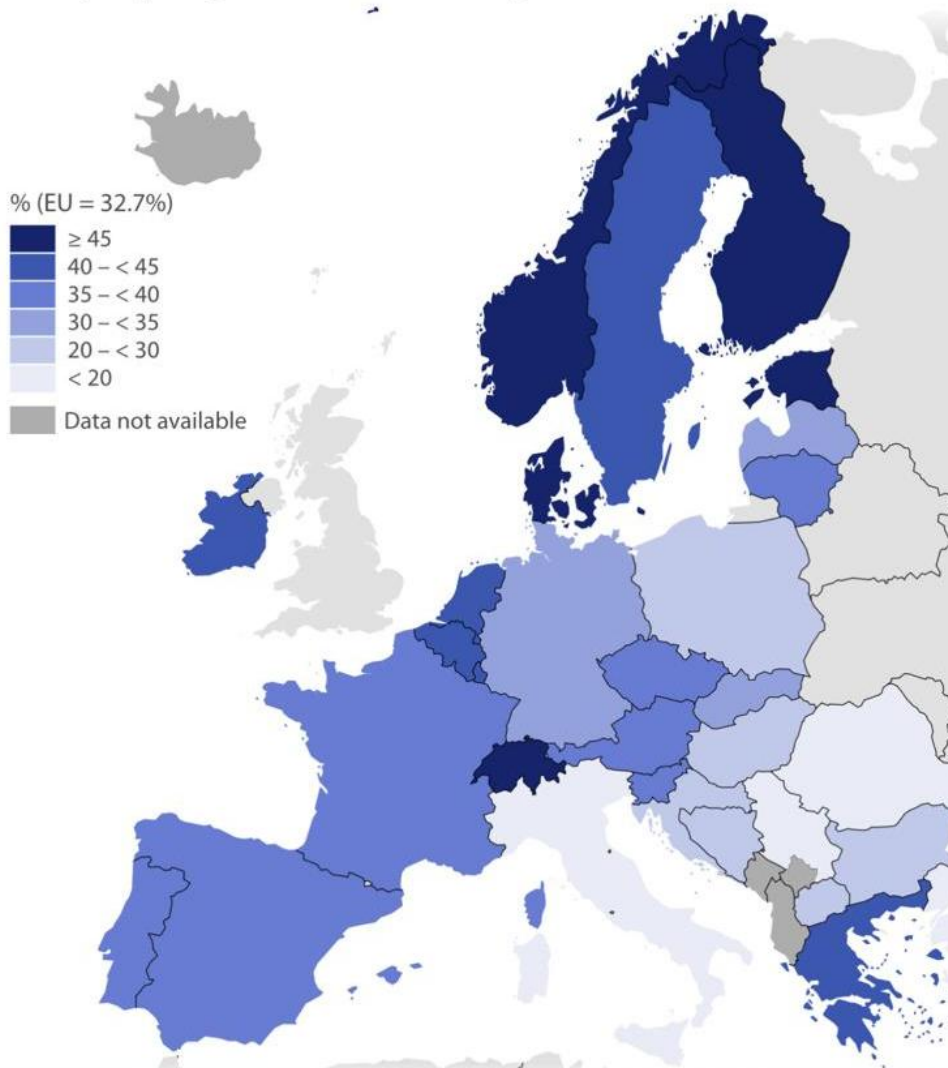 % (EU = 32.7%)
≥ 45
40 – < 45
35 – < 40
30 – < 35
20 – < 30
< 20
Data not available